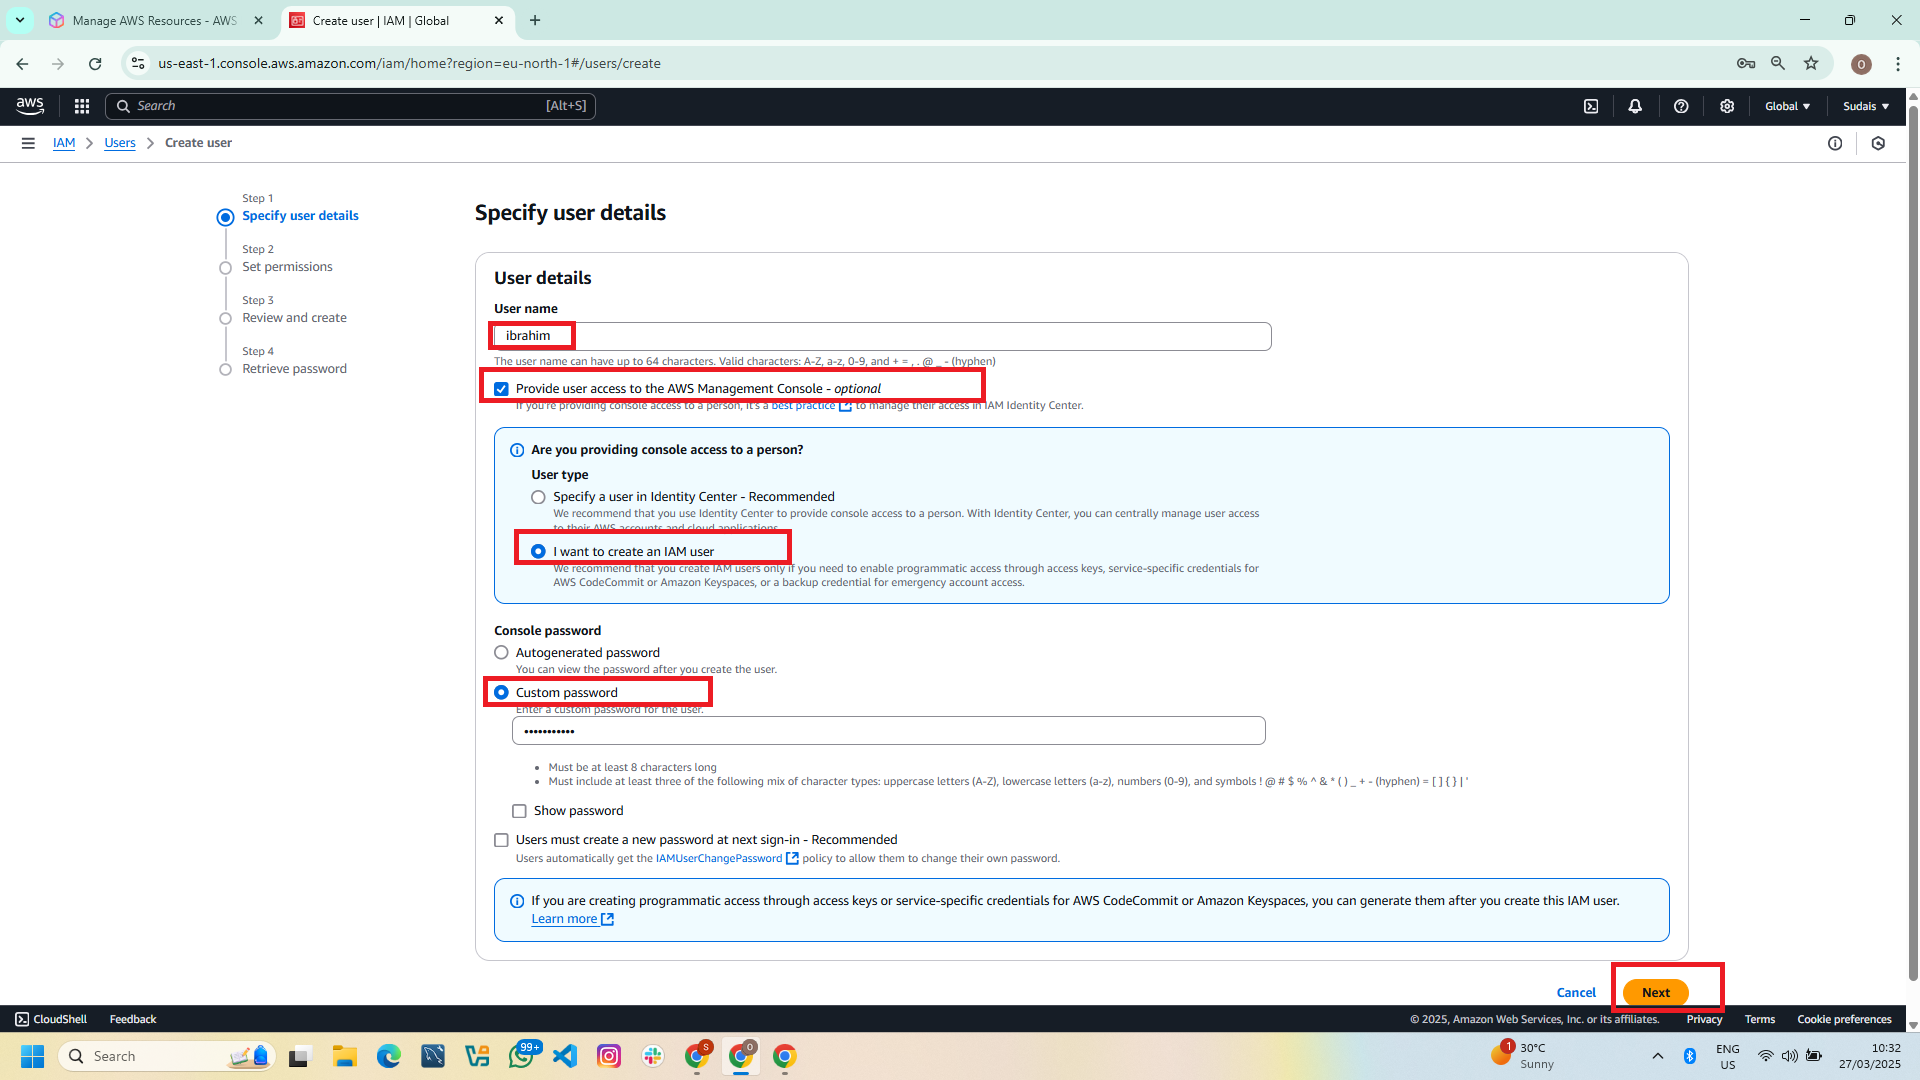 Manage AWS Resources - AWS
Create user | IAM | Global
us-east-1.console.aws.amazon.com/iam/home?region=eu-north-1#/users/create
O
aws
Search
[Alt+S]
Global
Sudais
IAM
Users
Create user
Step 1
Specify user details
Step 2
Set permissions
Step 3
Review and create
Step 4
Retrieve password
Specify user details
User details
User name
ibrahim
The user name can have up to 64 characters. Valid characters: A-Z, a-z, 0-9, and + = , . @ _ - (hyphen)
Provide user access to the AWS Management Console - optional
If you're providing console access to a person, it's a best practice to manage their access in IAM Identity Center.
Are you providing console access to a person?
User type
Specify a user in Identity Center - Recommended
We recommend that you use Identity Center to provide console access to a person. With Identity Center, you can centrally manage user access
to their AWS accounts and cloud applications.
I want to create an IAM user
We recommend that you create IAM users only if you need to enable programmatic access through access keys, service-specific credentials for
AWS CodeCommit or Amazon Keyspaces, or a backup credential for emergency account access.
Console password
Autogenerated password
You can view the password after you create the user.
Custom password
Enter a custom password for the user.
•••••••••••
• Must be at least 8 characters long
• Must include at least three of the following mix of character types: uppercase letters (A-Z), lowercase letters (a-z), numbers (0-9), and symbols ! @ # $ % ^ & * ( ) _ + - (hyphen) = [ ] { } | '
Show password
Users must create a new password at next sign-in - Recommended
Users automatically get the IAMUserChangePassword policy to allow them to change their own password.
If you are creating programmatic access through access keys or service-specific credentials for AWS CodeCommit or Amazon Keyspaces, you can generate them after you create this IAM user.
Learn more
Cancel
Next
CloudShell
Feedback
© 2025, Amazon Web Services, Inc. or its affiliates.
Privacy
Terms
Cookie preferences
Search
99+
S
O
1
30°C
Sunny
ENG
US
10:32
27/03/2025